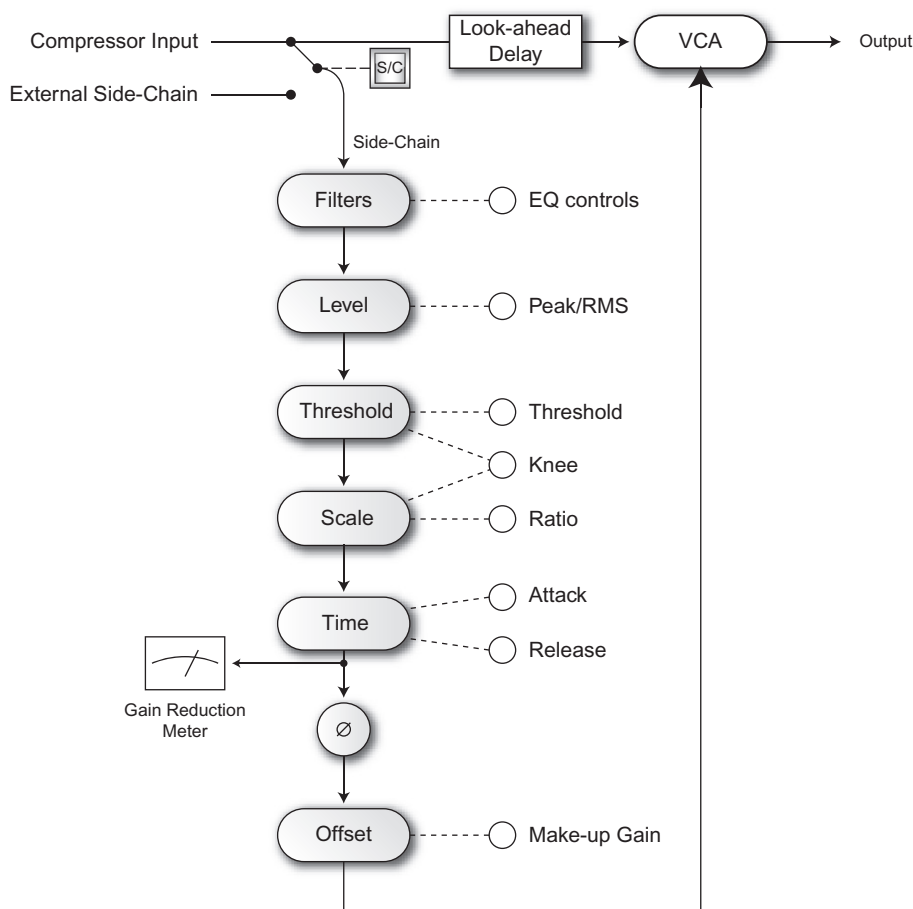 Compressor Input
Look-ahead
Delay
VCA
Output
S/C
External Side-Chain
Side-Chain
Filters
EQ controls
Level
Peak/RMS
Threshold
Threshold
Knee
Scale
Ratio
Attack
Time
Release
Gain Reduction
Meter
Ø
Offset
Make-up Gain